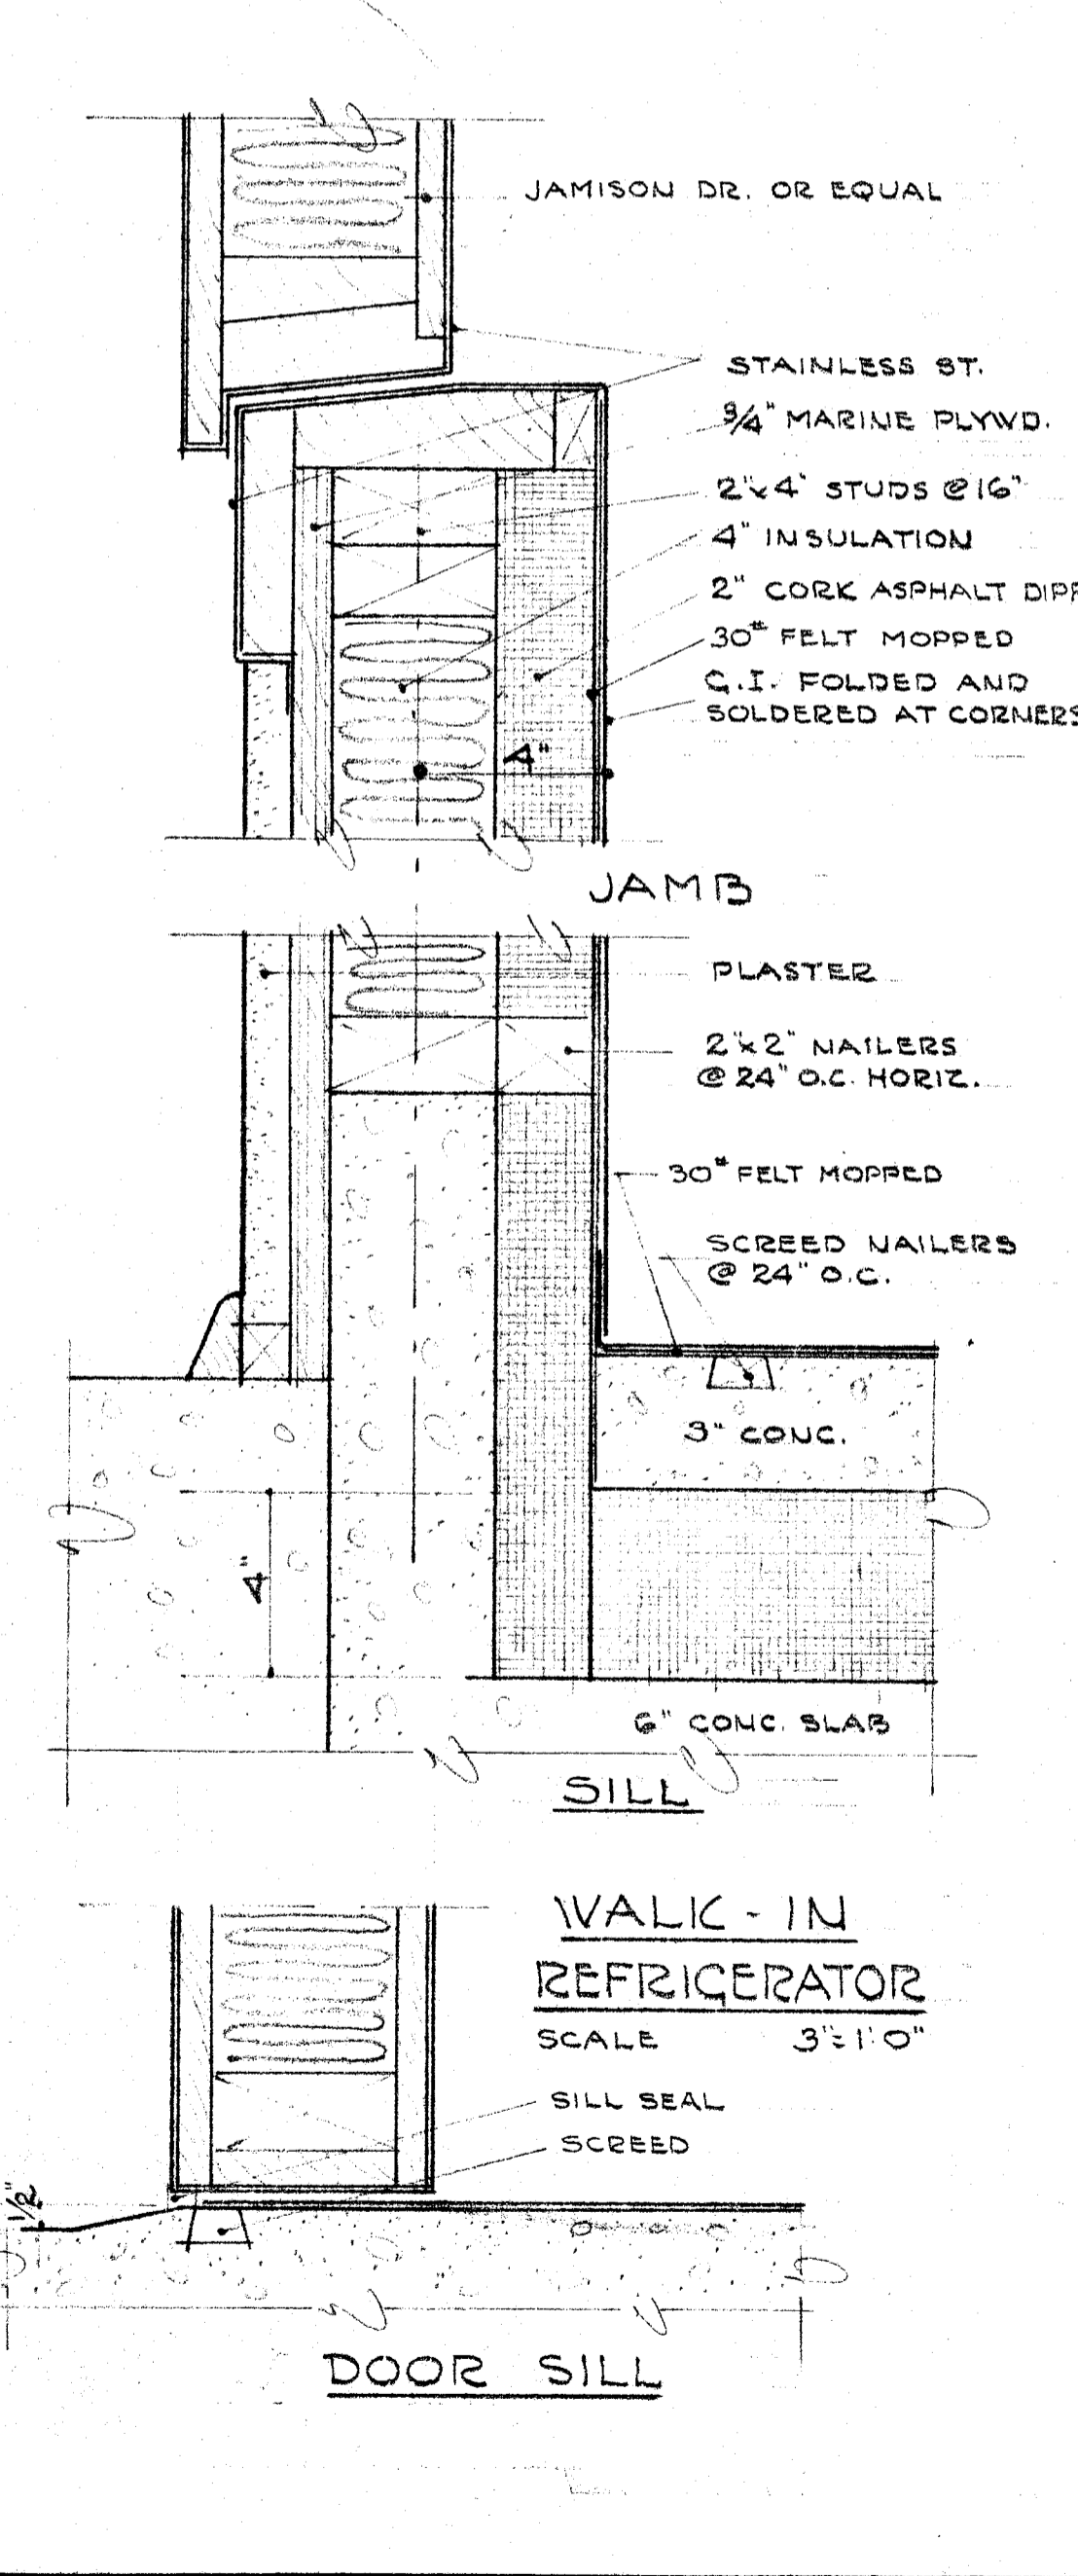 JAMISON DR. OR EQUAL
STAINLESS ST.
3/4" MARINE PLYWD.
2"x4" STUDS @ 16"
4" INSULATION
2" CORK ASPHALT DIPP
30# FELT MOPPED
G.I. FOLDED AND
SOLDERED AT CORNERS
4"
JAMB
PLASTER
2"x2" NAILERS
@ 24" O.C. HORIZ.
30# FELT MOPPED
SCREED NAILERS
@ 24" O.C.
3" CONC.
4"
6" CONC. SLAB
SILL
WALK-IN
REFRIGERATOR
SCALE 3"=1'0"
SILL SEAL
SCREED
1/2"
DOOR SILL